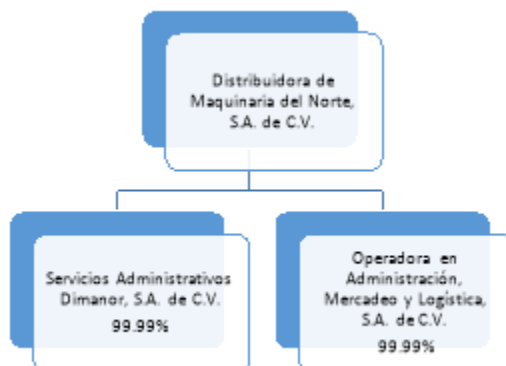 Distribuidora de
Maquinaria del Norte,
S.A. de C.V.
Servicios Administrativos
Dimanor, S.A. de C.V.
99.99%
Operadora en
Administración,
Mercadeo y Logística,
S.A. de C.V.
99.99%